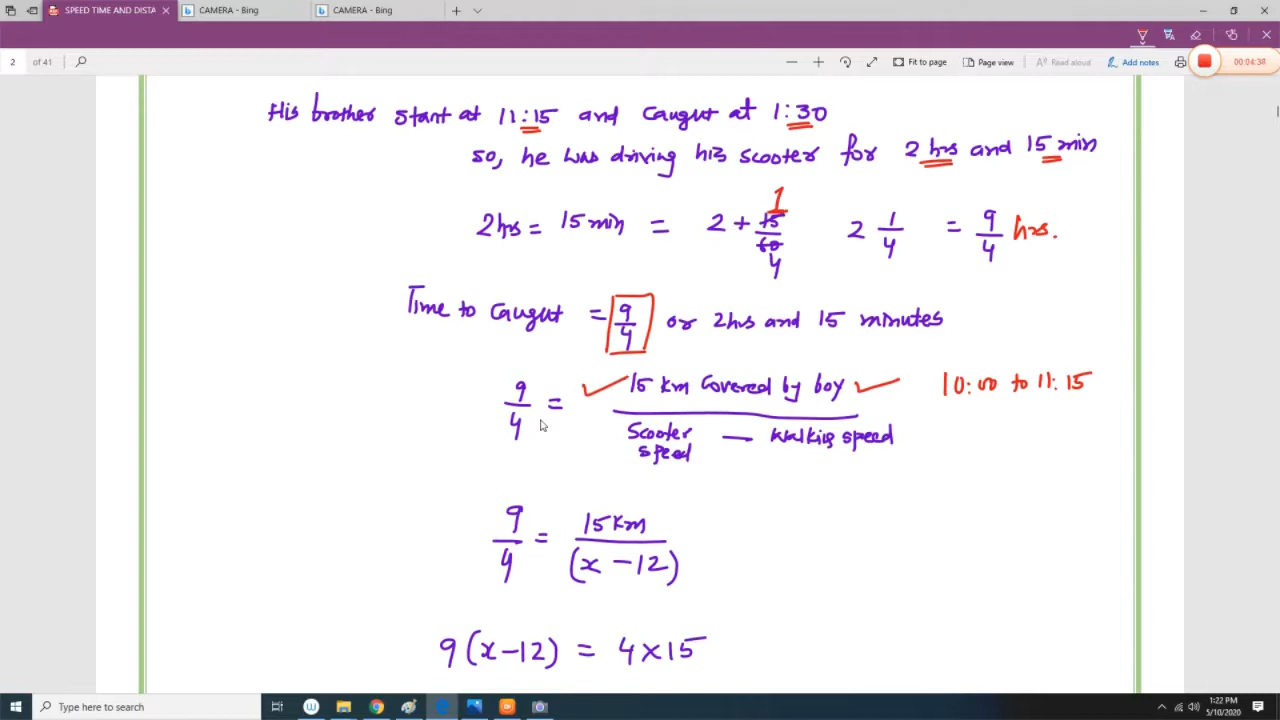 SPEED TIME AND DISTA
CAMERA - Bing
CAMERA - Bing
2 of 41
Fit to page
Page view
Read aloud
Add notes
00:04:38
His brother start at 11:15 and caught at 1:30
so, he was driving his scooter for 2 hrs and 15 min
2hrs = 15 min = 2 + 15/60 1 4 2 1/4 = 9/4 hrs.
Time to caught = 9/4 or 2hrs and 15 minutes
9/4 = 15 km covered by boy 10:00 to 11:15
Scooter speed — walking speed
9/4 = 15km/(x - 12)
9(x-12) = 4×15
Type here to search
1:22 PM
5/10/2020